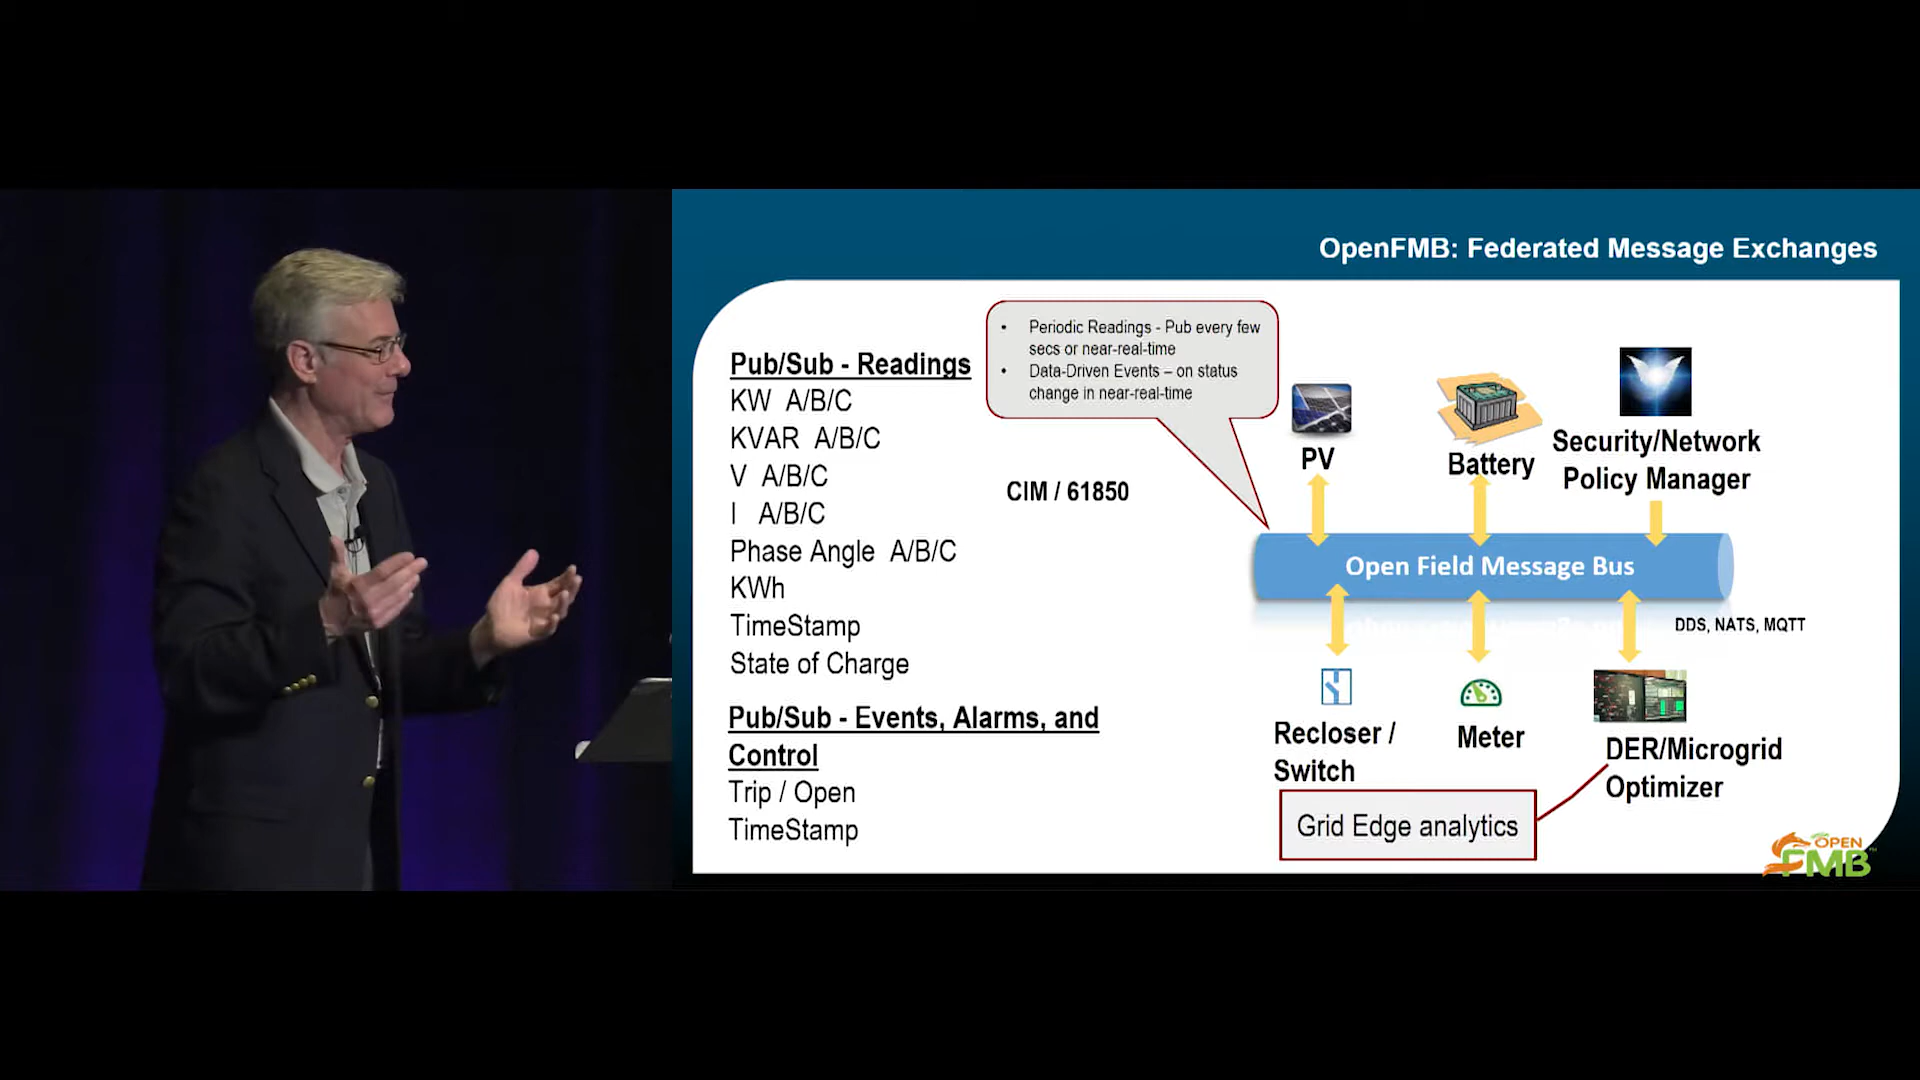 OpenFMB: Federated Message Exchanges
Pub/Sub - Readings
KW A/B/C
KVAR A/B/C
V A/B/C
I A/B/C
Phase Angle A/B/C
KWh
TimeStamp
State of Charge
Pub/Sub - Events, Alarms, and
Control
Trip / Open
TimeStamp
CIM / 61850
• Periodic Readings - Pub every few
secs or near-real-time
• Data-Driven Events – on status
change in near-real-time
PV
Battery
Security/Network
Policy Manager
Open Field Message Bus
DDS, NATS, MQTT
Recloser /
Switch
Meter
DER/Microgrid
Optimizer
Grid Edge analytics
OPEN
FMB